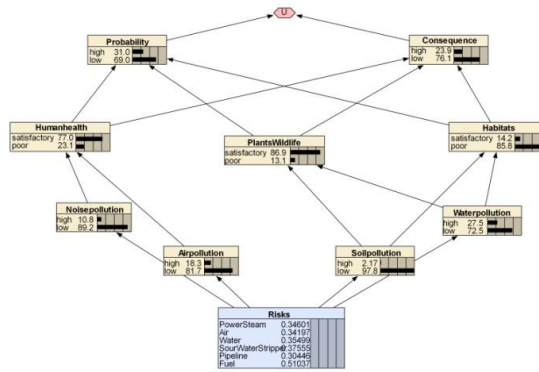 U
Probability
high 31.0
low 69.0
Consequence
high 23.9
low 76.1
Humanhealth
satisfactory 77.0
poor 23.1
PlantsWildlife
satisfactory 86.9
poor 13.1
Habitats
satisfactory 14.2
poor 85.8
Noisepollution
high 10.8
low 89.2
Waterpollution
high 27.5
low 72.5
Airpollution
high 18.3
low 81.7
Soilpollution
high 2.17
low 97.8
Risks
PowerSteam 0.34601
Air 0.34197
Water 0.35499
SourWaterStripper 0.37555
Pipeline 0.30446
Fuel 0.51037